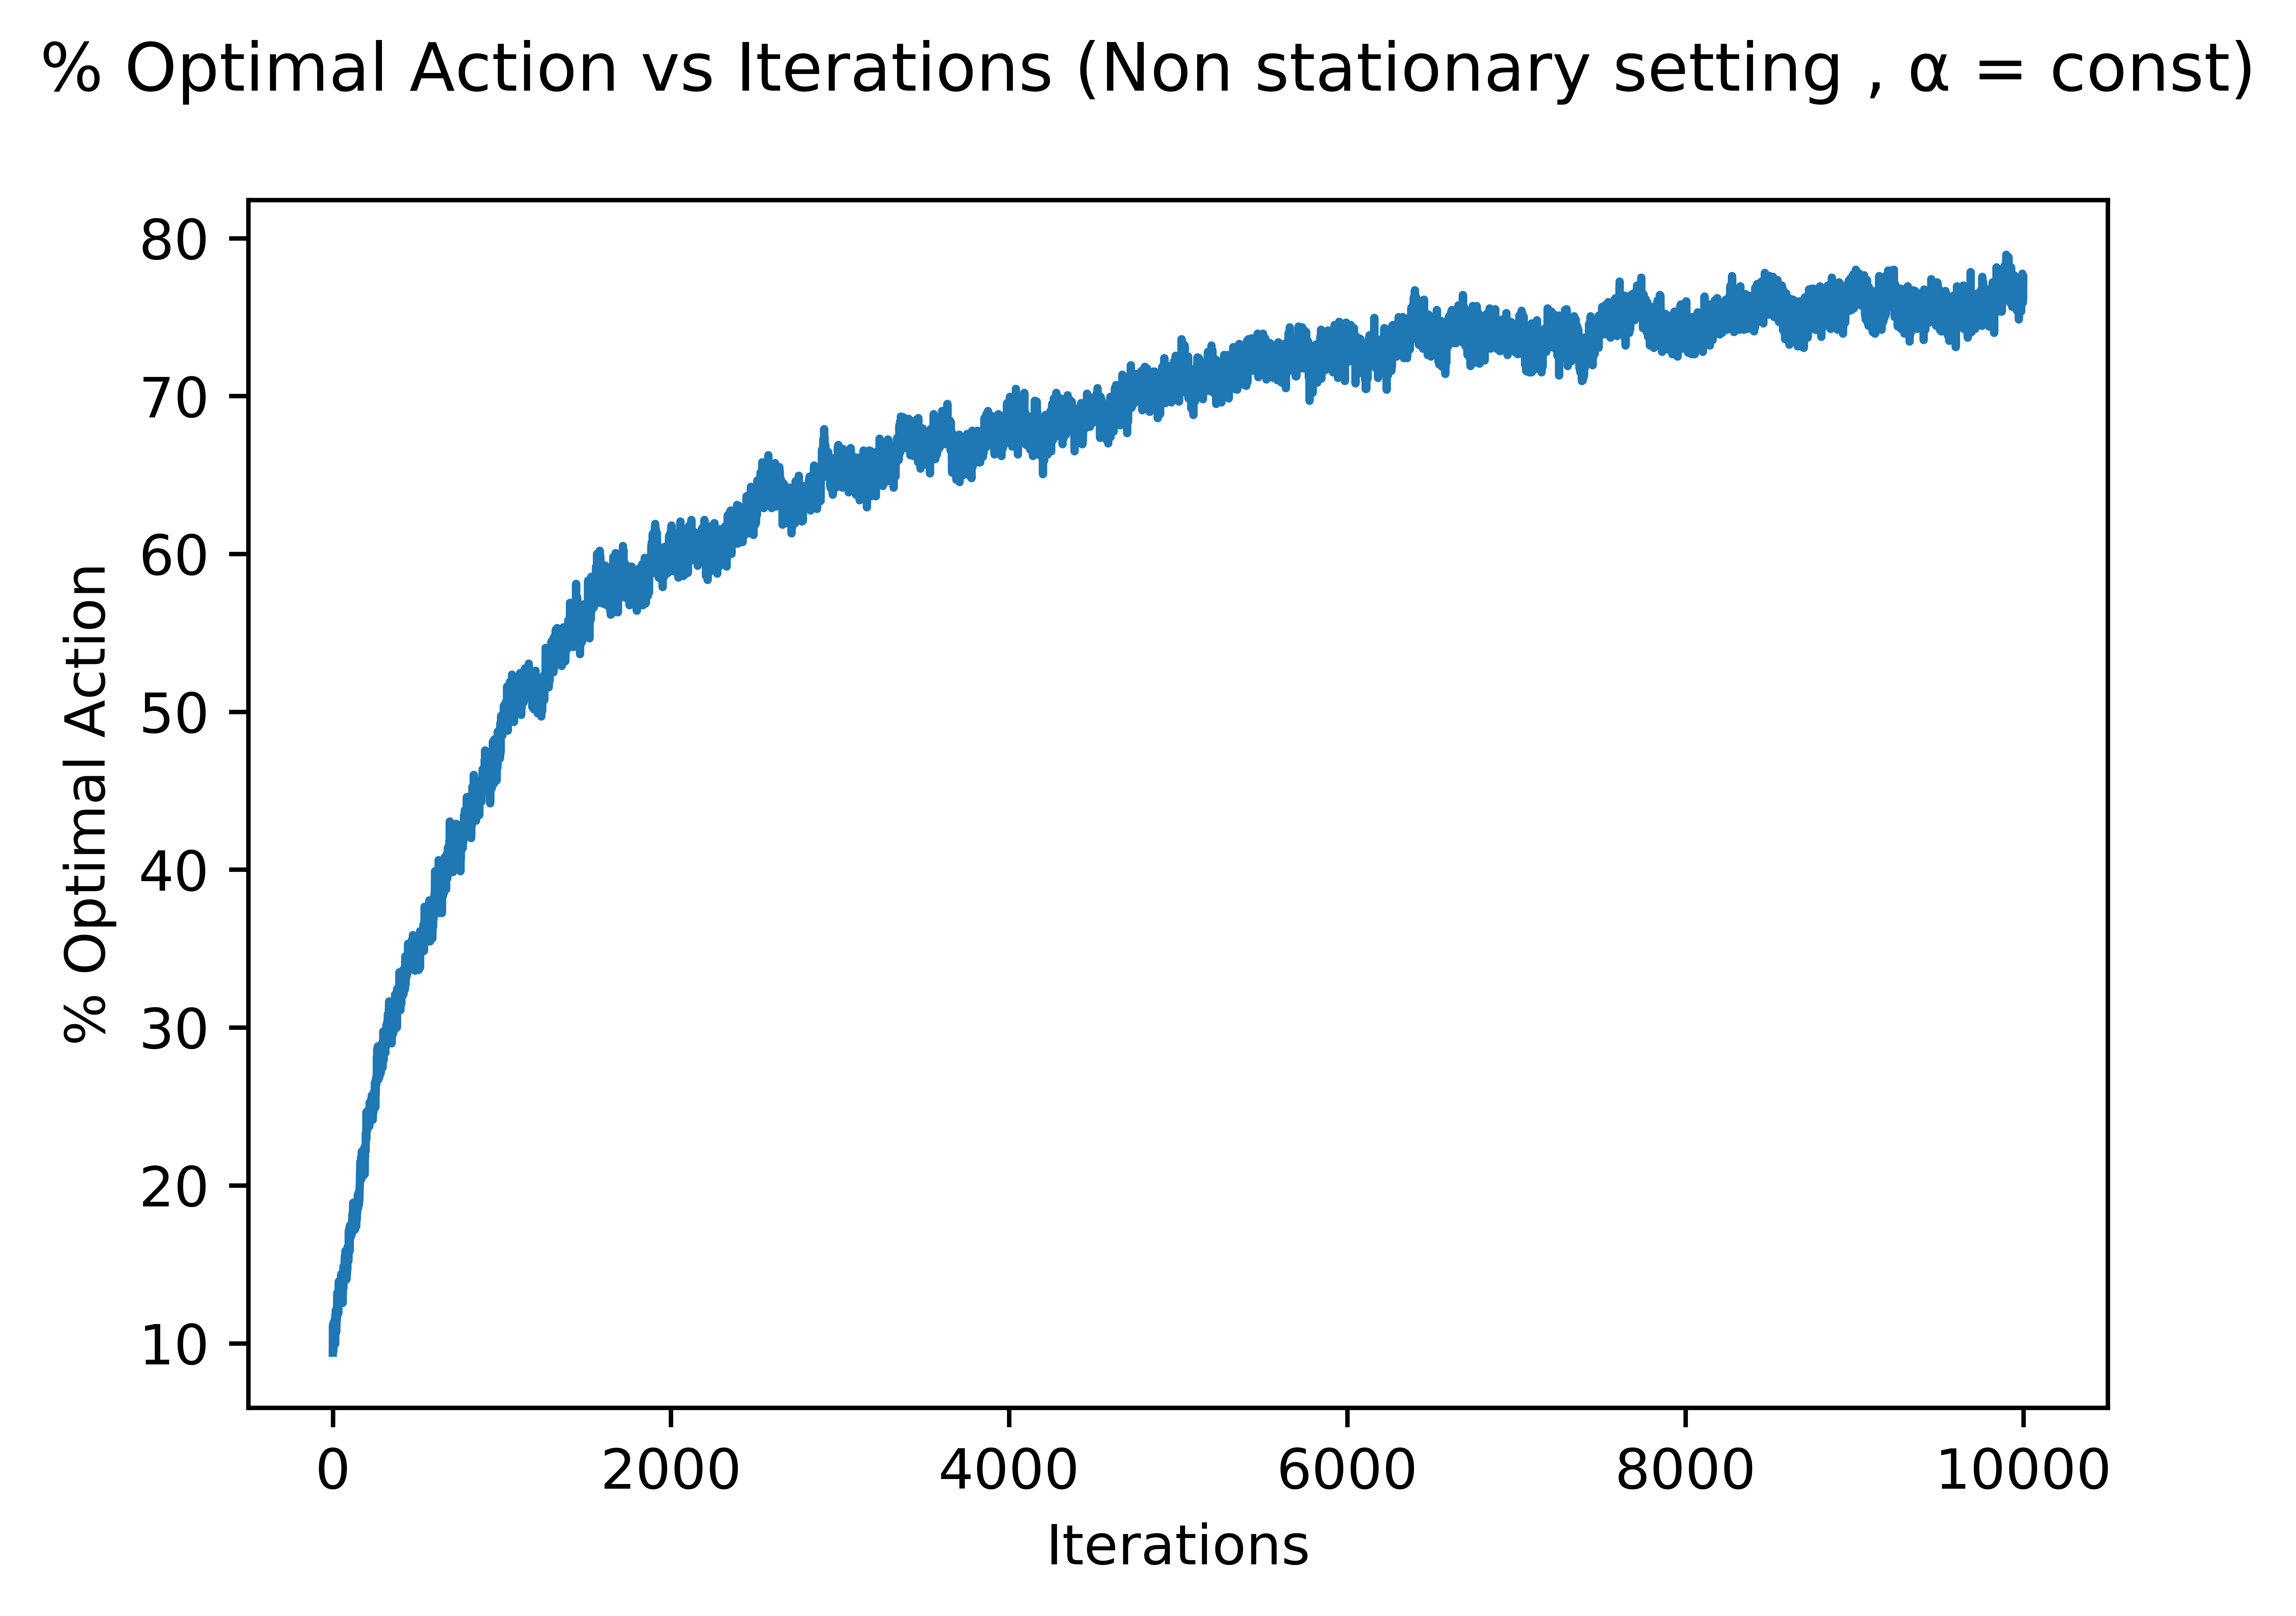 % Optimal Action vs Iterations (Non stationary setting , α = const)
80
70
60
50
40
30
20
10
% Optimal Action
0 2000 4000 6000 8000 10000
Iterations